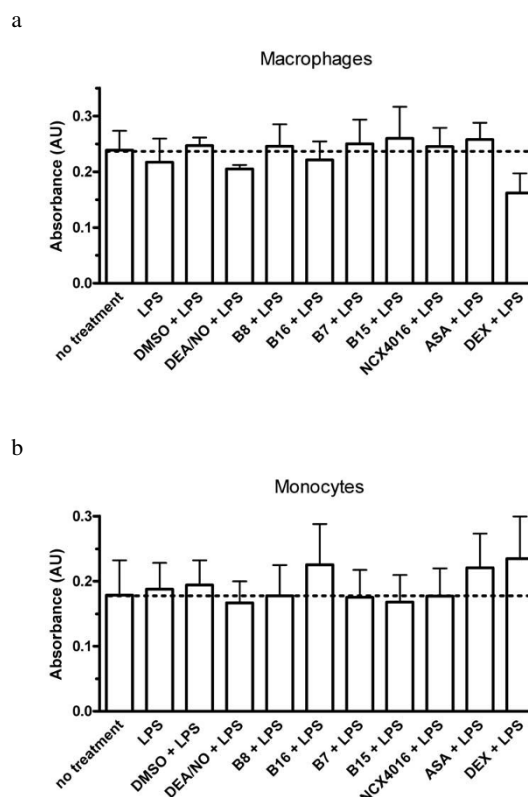 a
Macrophages
Absorbance (AU)
0.3
0.2
0.1
0.0
no treatment
LPS
DMSO + LPS
DEA/NO + LPS
B8 + LPS
B16 + LPS
B7 + LPS
B15 + LPS
NCX4016 + LPS
ASA + LPS
DEX + LPS
b
Monocytes
Absorbance (AU)
0.3
0.2
0.1
0.0
no treatment
LPS
DMSO + LPS
DEA/NO + LPS
B8 + LPS
B16 + LPS
B7 + LPS
B15 + LPS
NCX4016 + LPS
ASA + LPS
DEX + LPS